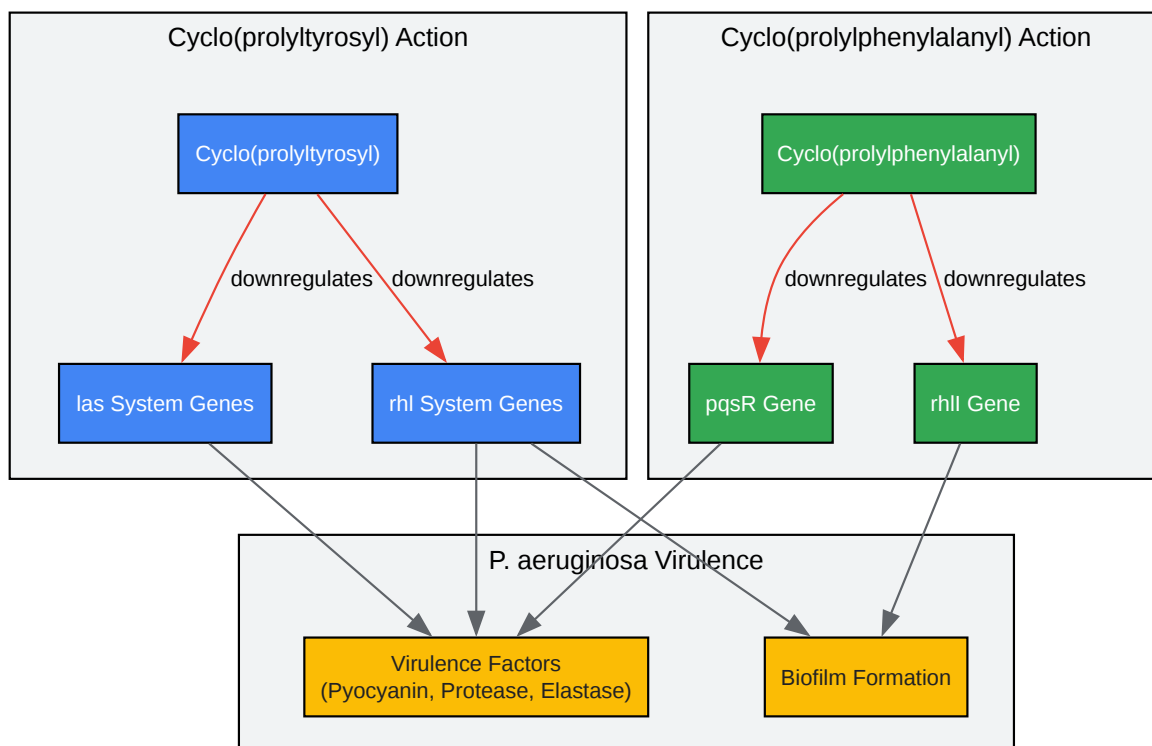 Cyclo(prolyltyrosyl) Action
Cyclo(prolylphenylalanyl) Action
Cyclo(prolyltyrosyl)
Cyclo(prolylphenylalanyl)
downregulates
downregulates
downregulates
downregulates
las System Genes
rhl System Genes
pqsR Gene
rhlI Gene
P. aeruginosa Virulence
Virulence Factors
(Pyocyanin, Protease, Elastase)
Biofilm Formation